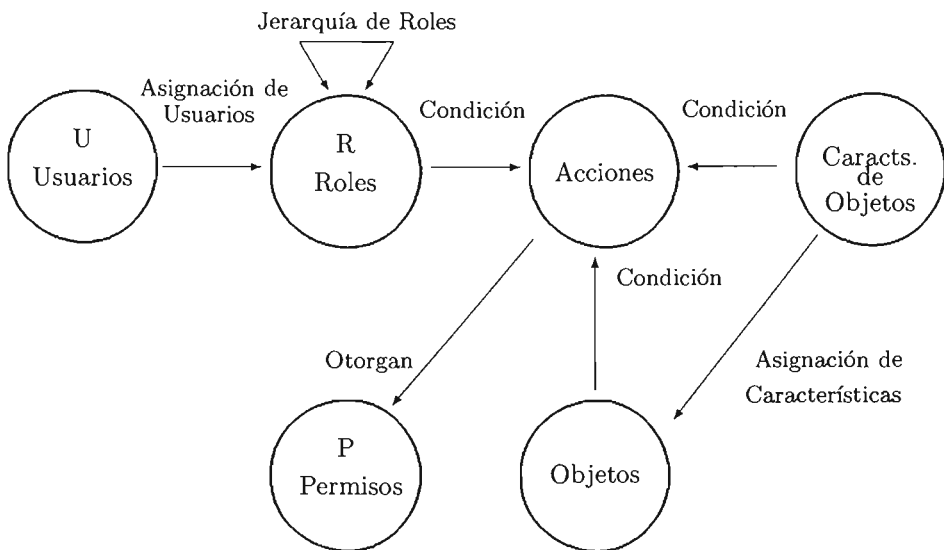 Jerarquía de Roles
Asignación de
Usuarios
Condición
Condición
U
Usuarios
R
Roles
Acciones
Caracts.
de
Objetos
Condición
Otorgan
Asignación de
Características
P
Permisos
Objetos